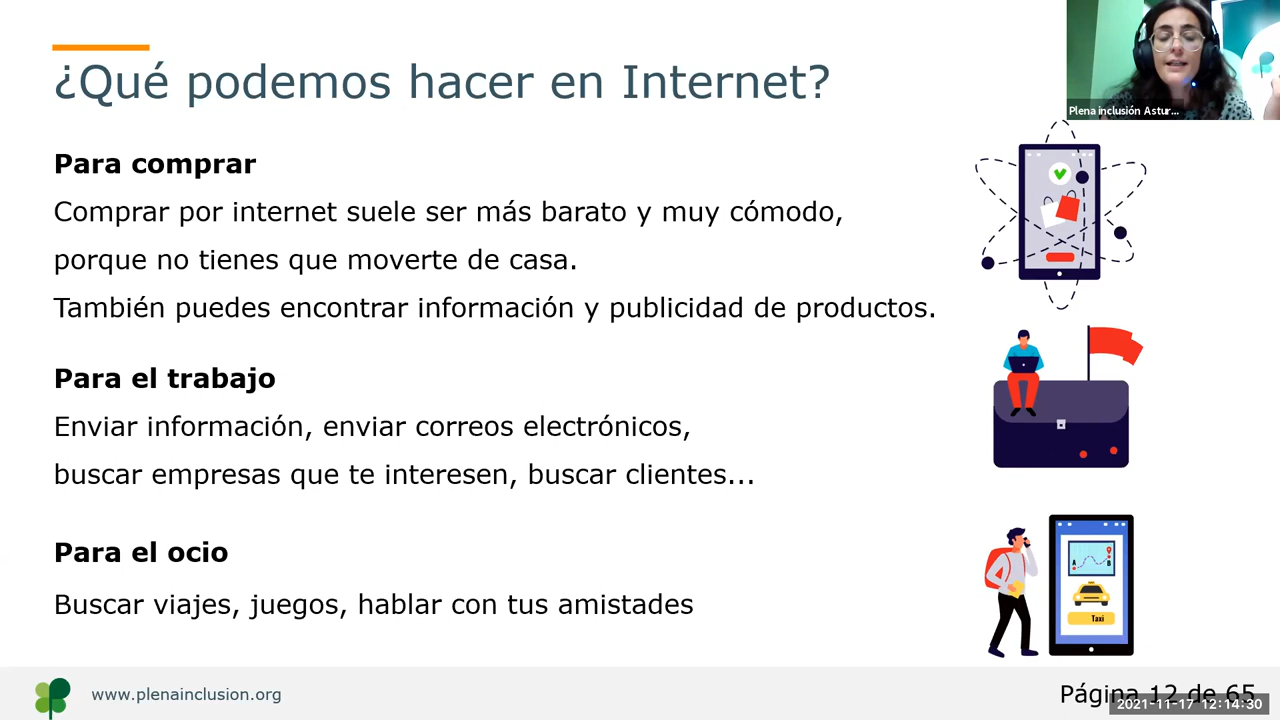 ¿Qué podemos hacer en Internet?
Plena inclusión Astur...
Para comprar
Comprar por internet suele ser más barato y muy cómodo,
porque no tienes que moverte de casa.
También puedes encontrar información y publicidad de productos.
Para el trabajo
Enviar información, enviar correos electrónicos,
buscar empresas que te interesen, buscar clientes...
Para el ocio
Buscar viajes, juegos, hablar con tus amistades
A
B
TAXI
Taxi
www.plenainclusion.org
Página 12 de 65
2021-11-17 12:14:30